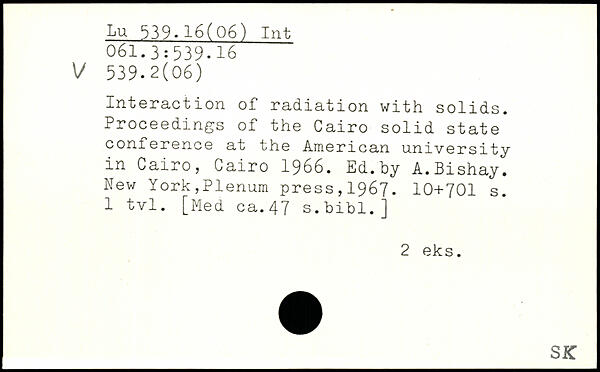 Lu 539.16(06) Int
061.3:539.16
V 539.2(06)
Interaction of radiation with solids.
Proceedings of the Cairo solid state
conference at the American university
in Cairo, Cairo 1966. Ed.by A.Bishay.
New York,Plenum press,1967. 10+701 s.
1 tvl. [Med ca.47 s.bibl.]
2 eks.
SK